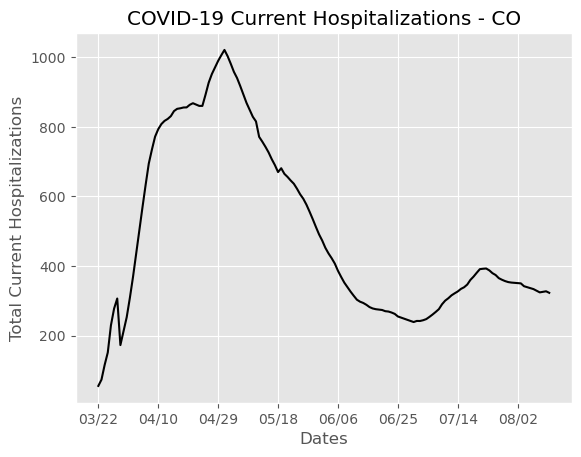 COVID-19 Current Hospitalizations - CO
Total Current Hospitalizations
1000
800
600
400
200
03/22 04/10 04/29 05/18 06/06 06/25 07/14 08/02
Dates